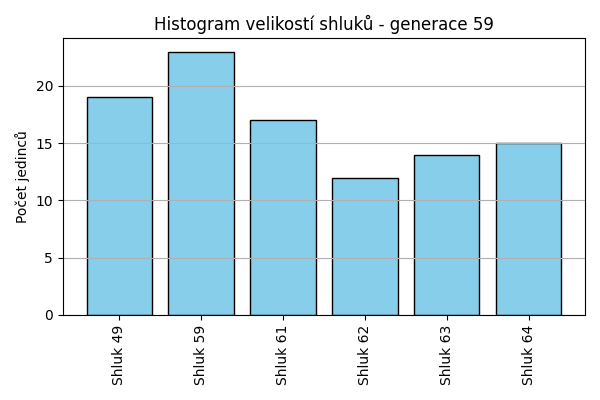 Histogram velikostí shluků - generace 59
Počet jedinců
20
15
10
5
0
Shluk 49
Shluk 59
Shluk 61
Shluk 62
Shluk 63
Shluk 64